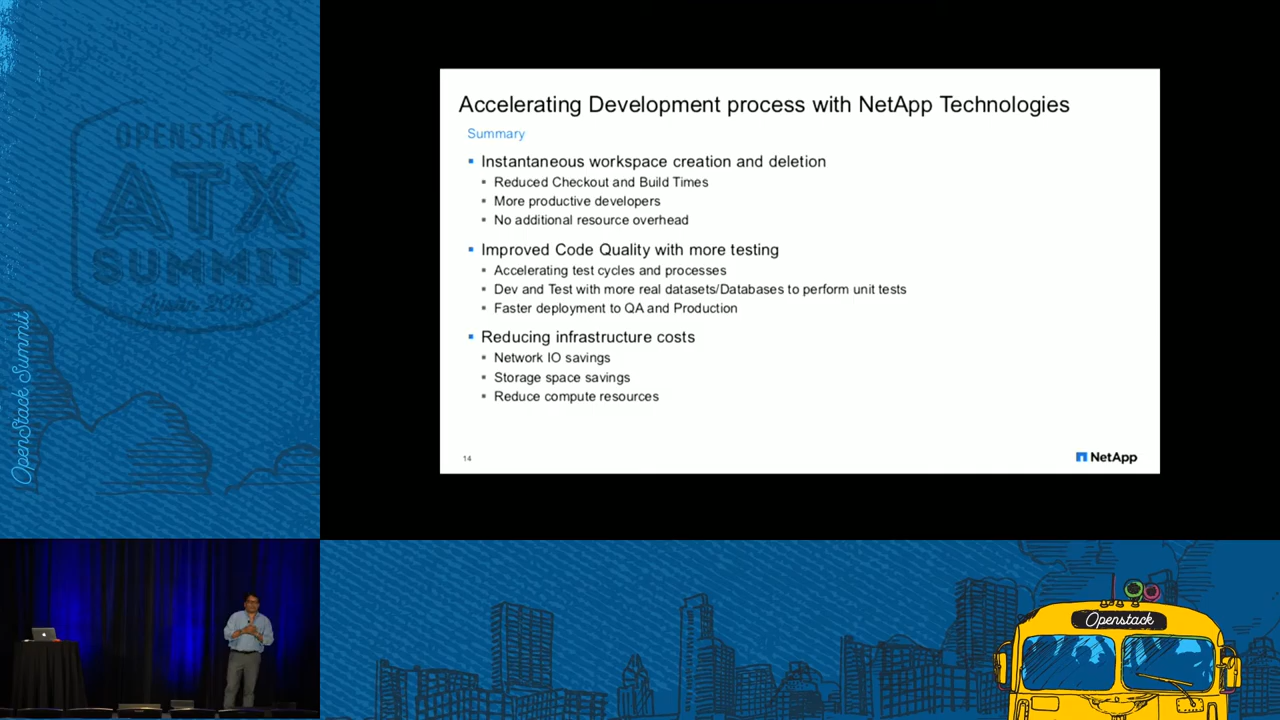 OPENSTACK
ATX
SUMMIT
Austin 2016
OpenStack Summit
Accelerating Development process with NetApp Technologies
Summary
Instantaneous workspace creation and deletion
Reduced Checkout and Build Times
More productive developers
No additional resource overhead
Improved Code Quality with more testing
Accelerating test cycles and processes
Dev and Test with more real datasets/Databases to perform unit tests
Faster deployment to QA and Production
Reducing infrastructure costs
Network IO savings
Storage space savings
Reduce compute resources
14
NetApp
Openstack